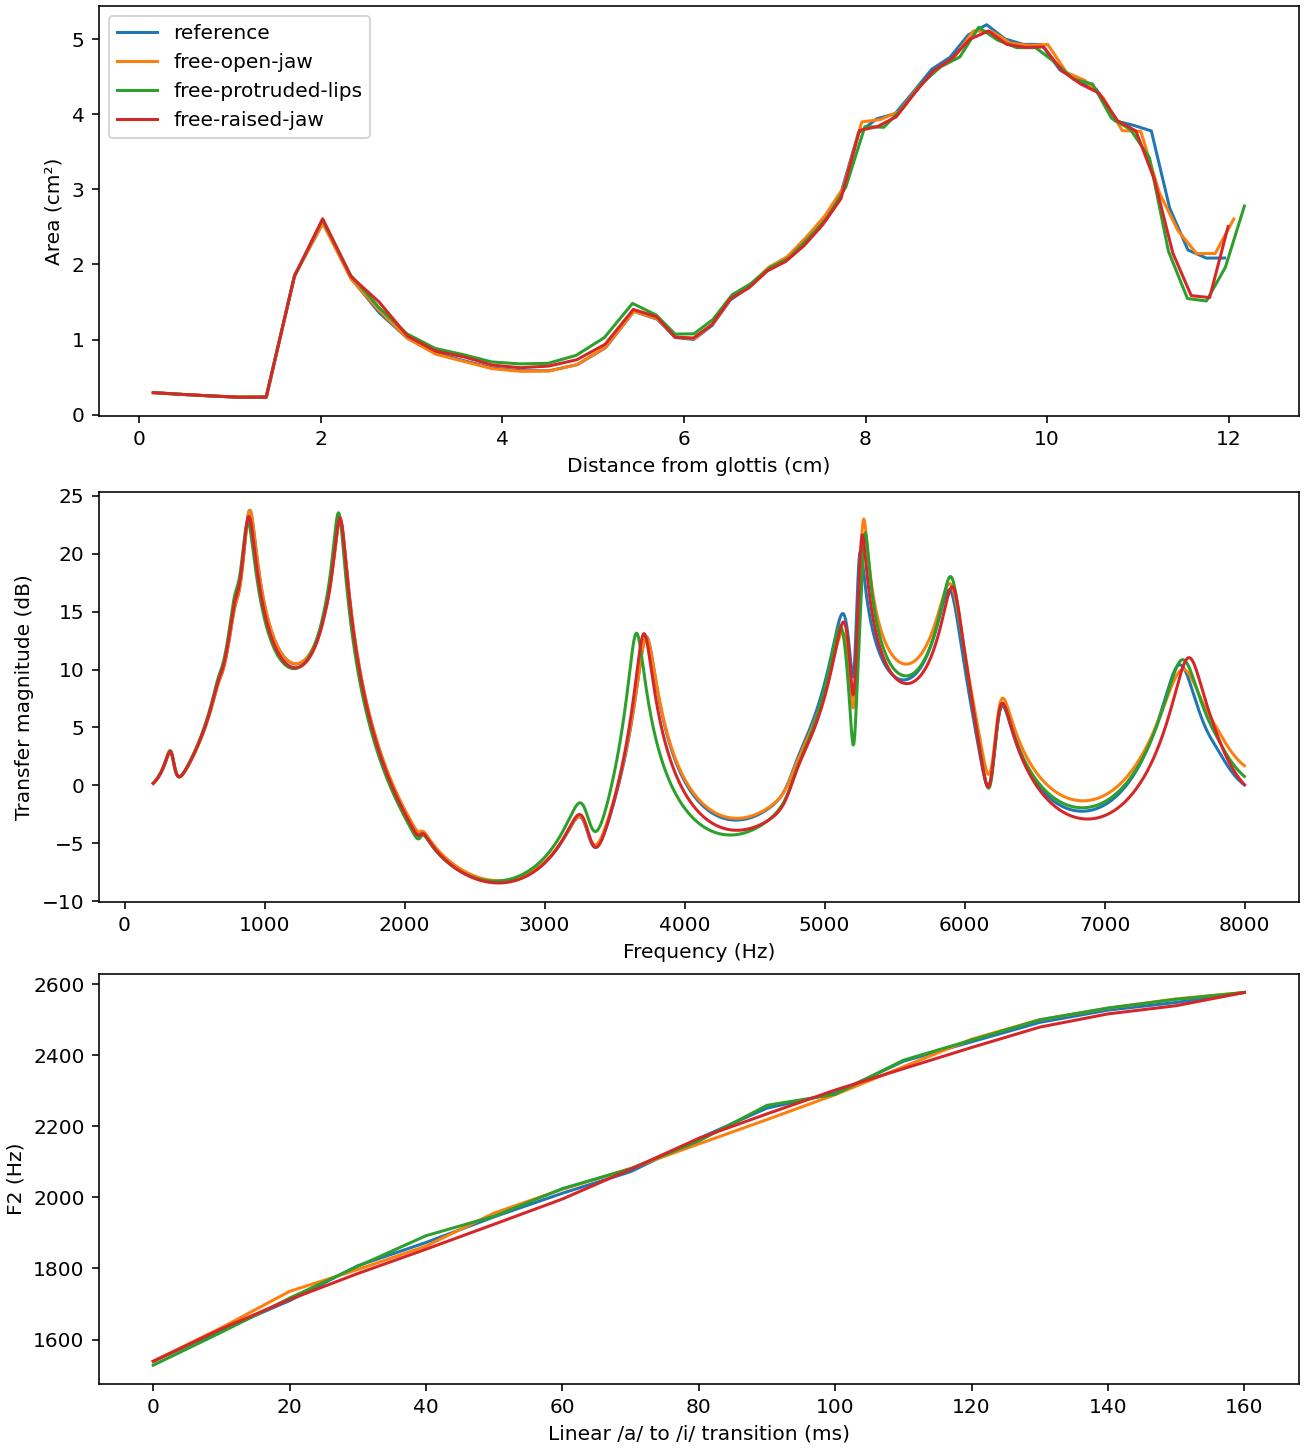 reference
free-open-jaw
free-protruded-lips
free-raised-jaw
Area (cm²)
5
4
3
2
1
0
0 2 4 6 8 10 12
Distance from glottis (cm)
Transfer magnitude (dB)
25
20
15
10
5
0
−5
−10
0 1000 2000 3000 4000 5000 6000 7000 8000
Frequency (Hz)
F2 (Hz)
2600
2400
2200
2000
1800
1600
0 20 40 60 80 100 120 140 160
Linear /a/ to /i/ transition (ms)